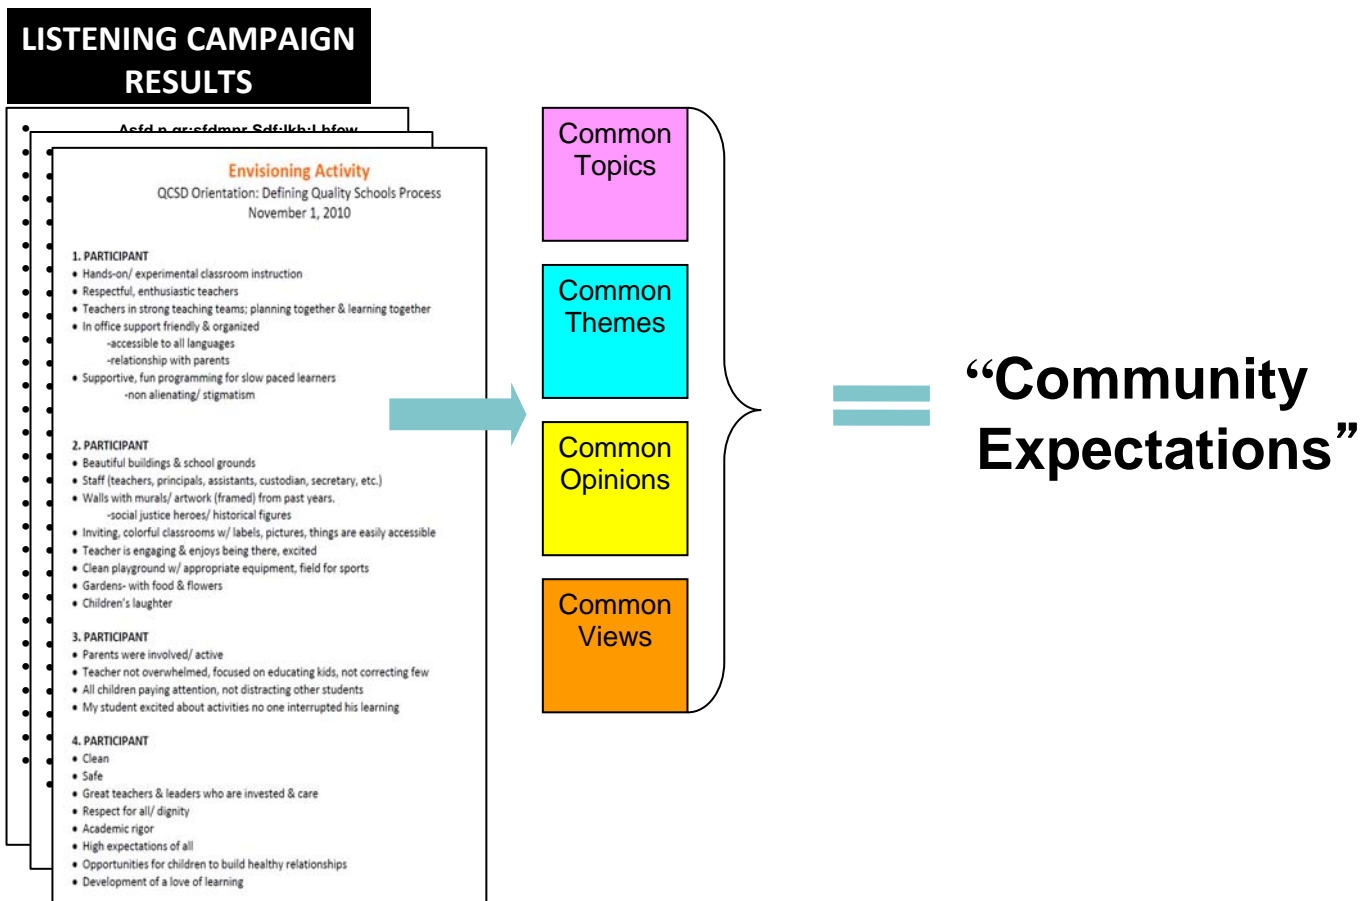 LISTENING CAMPAIGN
RESULTS
Envisioning Activity
QCSD Orientation: Defining Quality Schools Process
November 1, 2010
1. PARTICIPANT
• Hands-on/ experimental classroom instruction
• Respectful, enthusiastic teachers
• Teachers in strong teaching teams; planning together & learning together
• In office support friendly & organized
-accessible to all languages
-relationship with parents
• Supportive, fun programming for slow paced learners
-non alienating/ stigmatism
2. PARTICIPANT
• Beautiful buildings & school grounds
• Staff (teachers, principals, assistants, custodian, secretary, etc.)
• Walls with murals/ artwork (framed) from past years.
-social justice heroes/ historical figures
• Inviting, colorful classrooms w/ labels, pictures, things are easily accessible
• Teacher is engaging & enjoys being there, excited
• Clean playground w/ appropriate equipment, field for sports
• Gardens- with food & flowers
• Children's laughter
3. PARTICIPANT
• Parents were involved/ active
• Teacher not overwhelmed, focused on educating kids, not correcting few
• All children paying attention, not distracting other students
• My student excited about activities no one interrupted his learning
4. PARTICIPANT
• Clean
• Safe
• Great teachers & leaders who are invested & care
• Respect for all/ dignity
• Academic rigor
• High expectations of all
• Opportunities for children to build healthy relationships
• Development of a love of learning
Common
Topics
Common
Themes
Common
Opinions
Common
Views
“Community
Expectations”